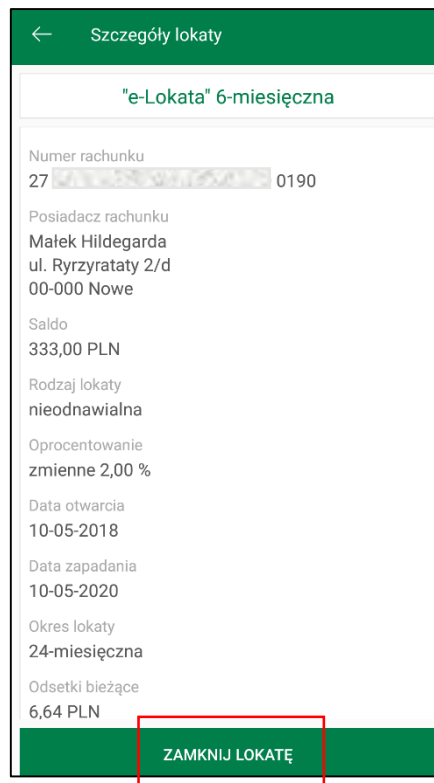 Szczegóły lokaty
"e-Lokata" 6-miesięczna
Numer rachunku
27 0190
Posiadacz rachunku
Małek Hildegarda
ul. Ryrzyrataty 2/d
00-000 Nowe
Saldo
333,00 PLN
Rodzaj lokaty
nieodnawialna
Oprocentowanie
zmienne 2,00 %
Data otwarcia
10-05-2018
Data zapadania
10-05-2020
Okres lokaty
24-miesięczna
Odsetki bieżące
6,64 PLN
ZAMKNIJ LOKATĘ